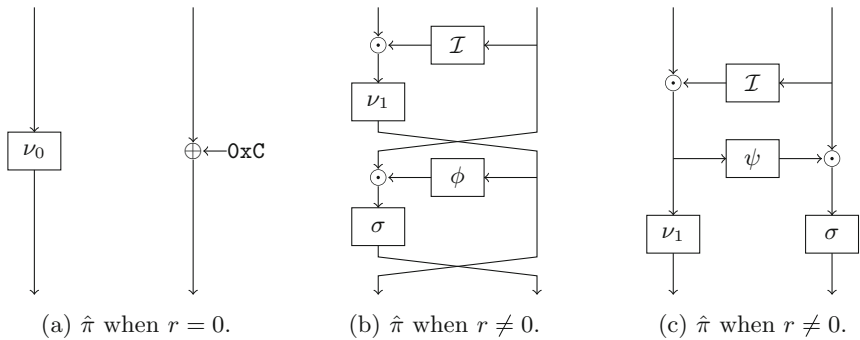 I
I
ν₁
ν₀
0xC
ϕ
ψ
σ
ν₁
σ
(a) π̂ when r = 0.
(b) π̂ when r ≠ 0.
(c) π̂ when r ≠ 0.